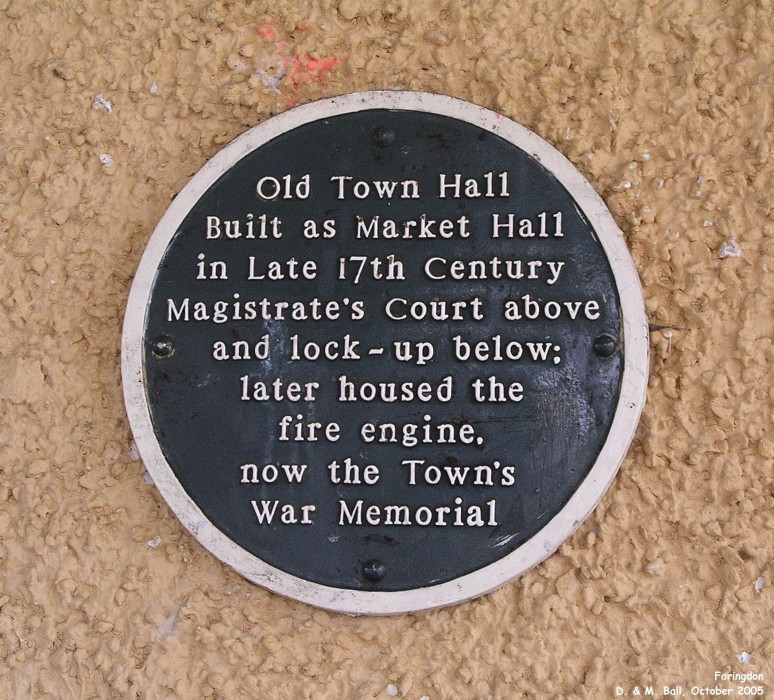 Old Town Hall
Built as Market Hall
in Late 17th Century
Magistrate's Court above
and lock-up below;
later housed the
fire engine,
now the Town's
War Memorial
Faringdon
D. & M. Ball, October 2005